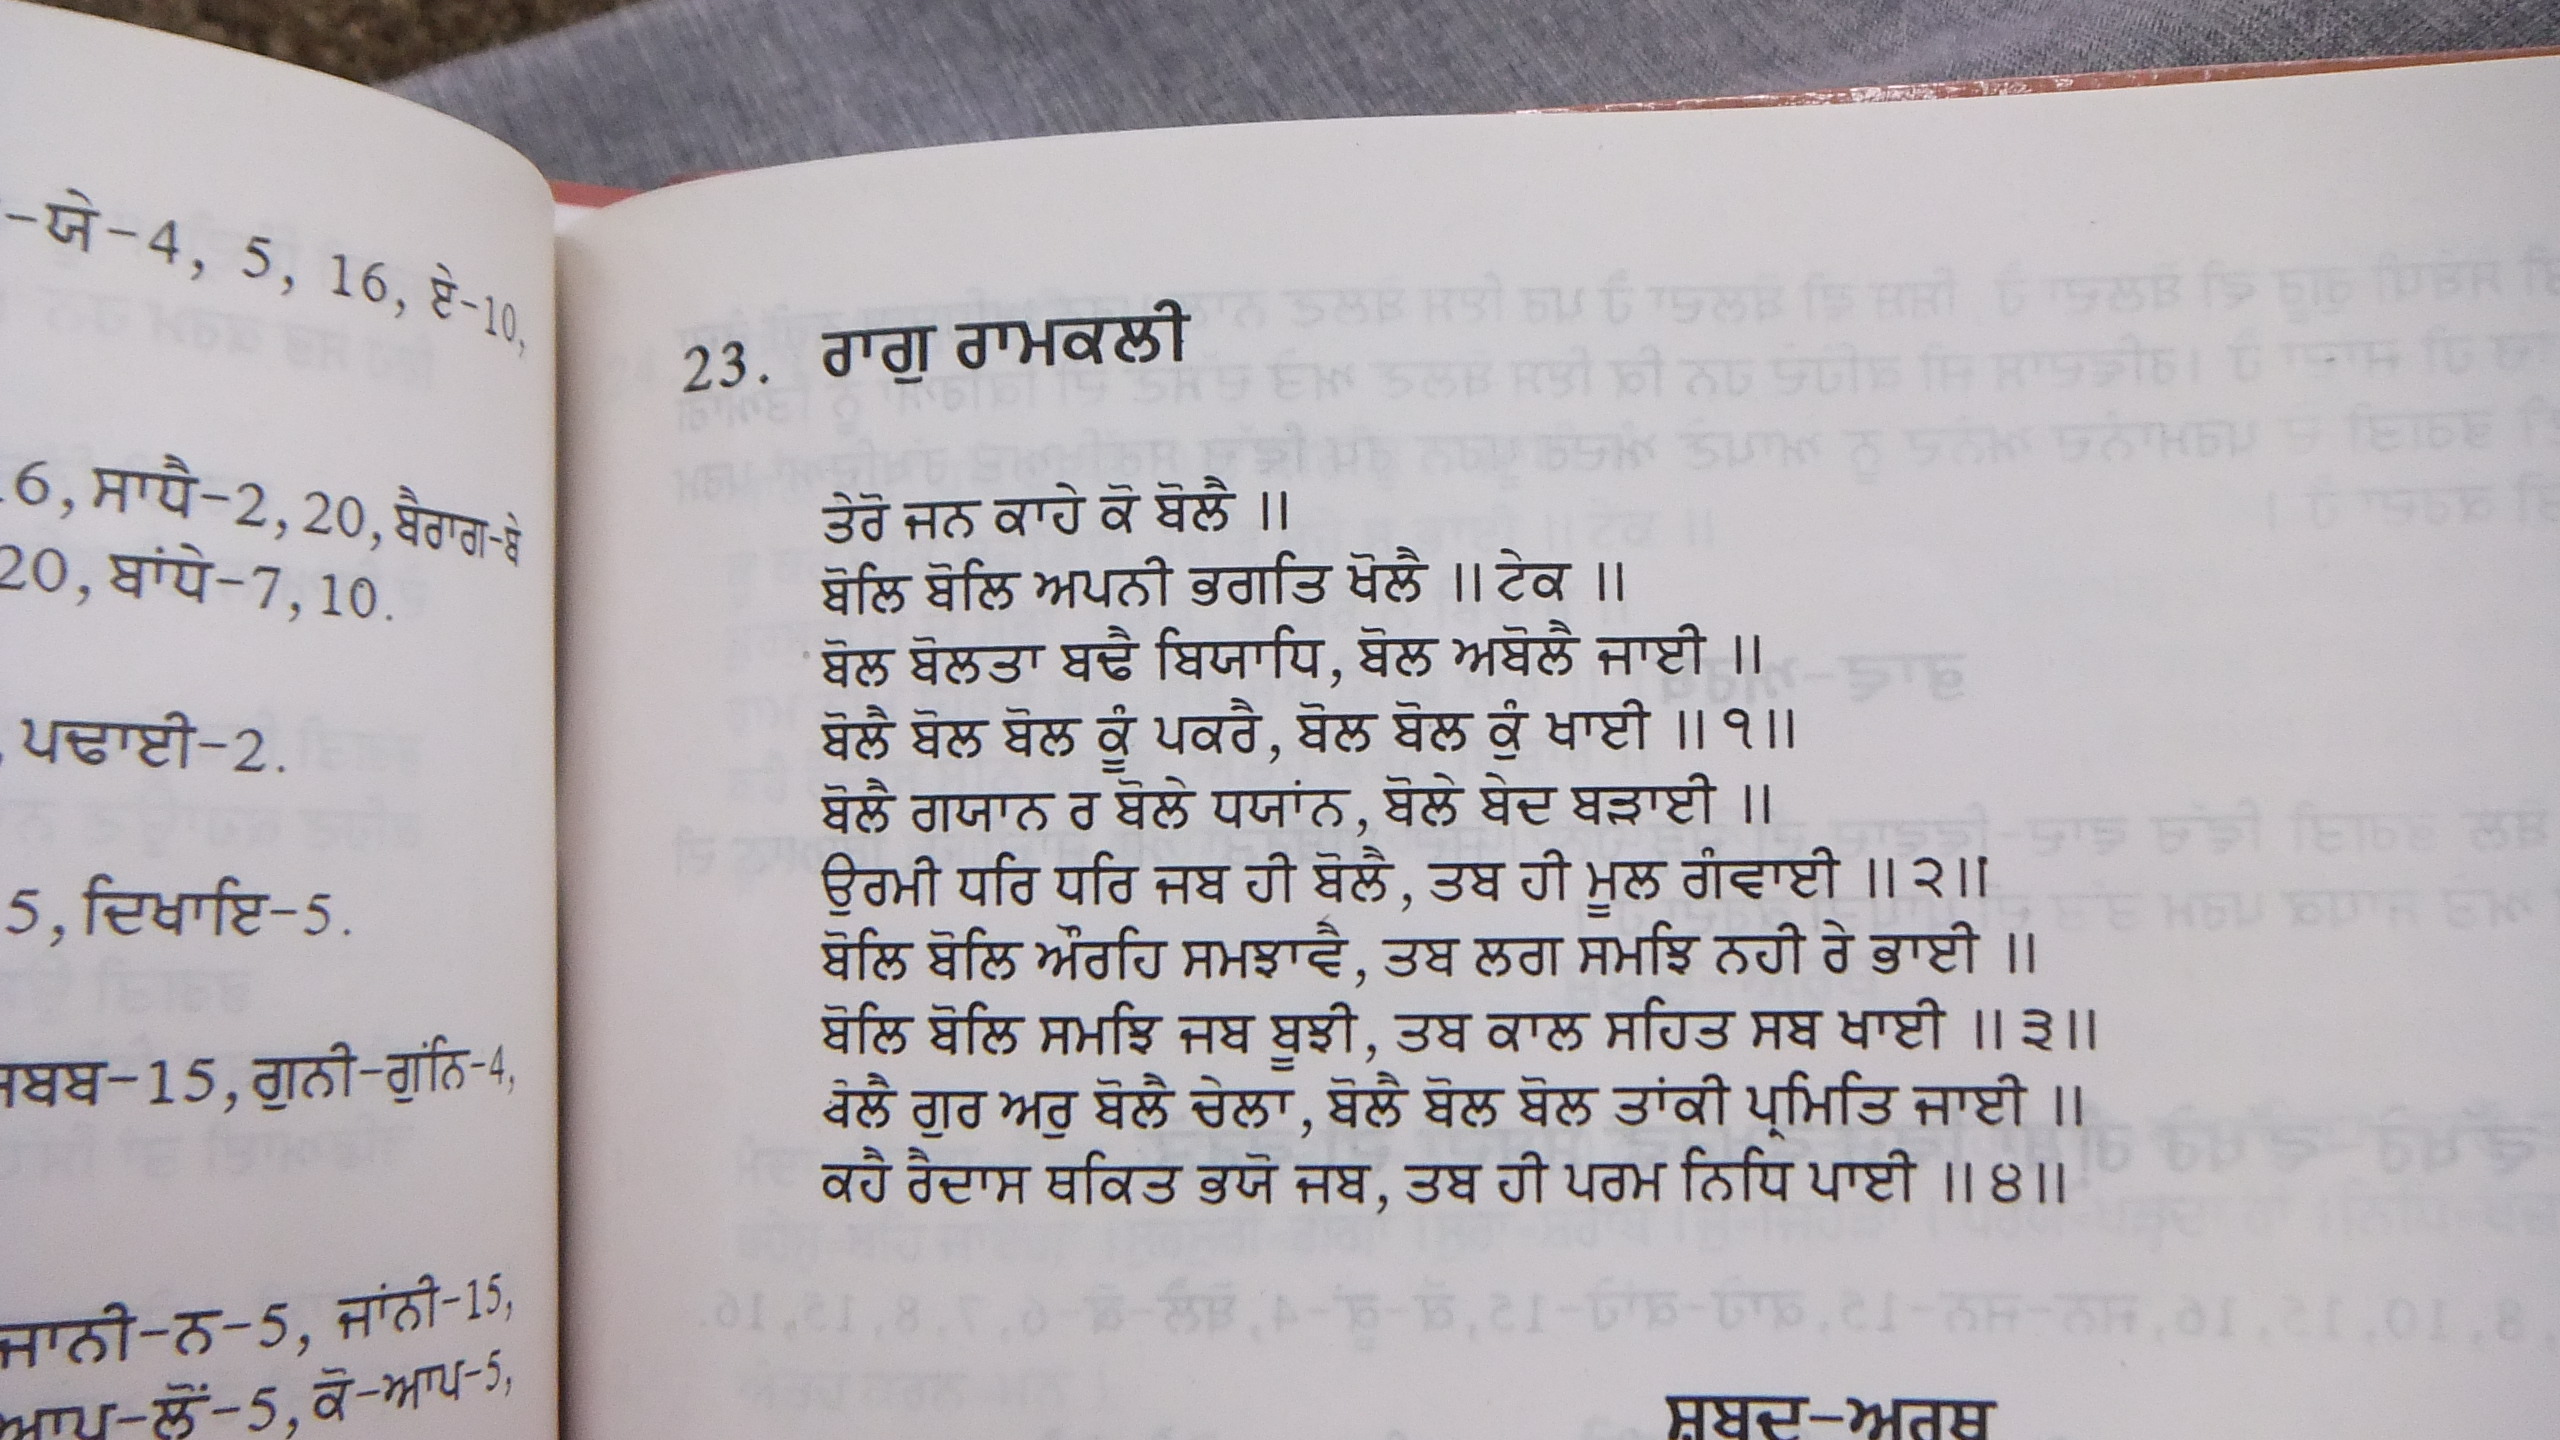 -ਯੇ-4, 5, 16, ਏ-10,
6, ਸਾਧੈ-2, 20, ਬੈਰਾਗ-ਬੇ
20, ਬਾਂਧੇ-7, 10.
, ਪਢਾਈ-2.
5, ਦਿਖਾਇ-5.
ਜਬਬ-15, ਗੁਨੀ-ਗੁੰਨਿ-4,
ਜਾਨੀ-ਨ-5, ਜਾਂਨੀ-15,
ਆਪ-ਲੌਂ-5, ਕੋ-ਆਪ-5,
23. ਰਾਗੁ ਰਾਮਕਲੀ
ਤੇਰੋ ਜਨ ਕਾਹੇ ਕੋ ਬੋਲੈ ॥
ਬੋਲਿ ਬੋਲਿ ਅਪਨੀ ਭਗਤਿ ਖੋਲੈ ॥ ਟੇਕ ॥
ਬੋਲ ਬੋਲਤਾ ਬਢੈ ਬਿਯਾਧਿ, ਬੋਲ ਅਬੋਲੈ ਜਾਈ ॥
ਬੋਲੈ ਬੋਲ ਬੋਲ ਕੂੰ ਪਕਰੈ, ਬੋਲ ਬੋਲ ਕੁੰ ਖਾਈ ॥ ੧॥
ਬੋਲੈ ਗਯਾਨ ਰ ਬੋਲੇ ਧਯਾਂਨ, ਬੋਲੇ ਬੇਦ ਬੜਾਈ ॥
ਉਰਮੀ ਧਰਿ ਧਰਿ ਜਬ ਹੀ ਬੋਲੈ, ਤਬ ਹੀ ਮੂਲ ਗੰਵਾਈ ॥ ੨॥
ਬੋਲਿ ਬੋਲਿ ਔਰਹਿ ਸਮਝਾਵੈ, ਤਬ ਲਗ ਸਮਝਿ ਨਹੀ ਰੇ ਭਾਈ ॥
ਬੋਲਿ ਬੋਲਿ ਸਮਝਿ ਜਬ ਬੂਝੀ, ਤਬ ਕਾਲ ਸਹਿਤ ਸਬ ਖਾਈ ॥ ੩॥
ਬੋਲੈ ਗੁਰ ਅਰੁ ਬੋਲੈ ਚੇਲਾ, ਬੋਲੈ ਬੋਲ ਬੋਲ ਤਾਂਕੀ ਪ੍ਰਮਿਤਿ ਜਾਈ ॥
ਕਹੈ ਰੈਦਾਸ ਥਕਿਤ ਭਯੋ ਜਬ, ਤਬ ਹੀ ਪਰਮ ਨਿਧਿ ਪਾਈ ॥ ੪॥
ਸ਼ਬਦ-ਅਰਥ